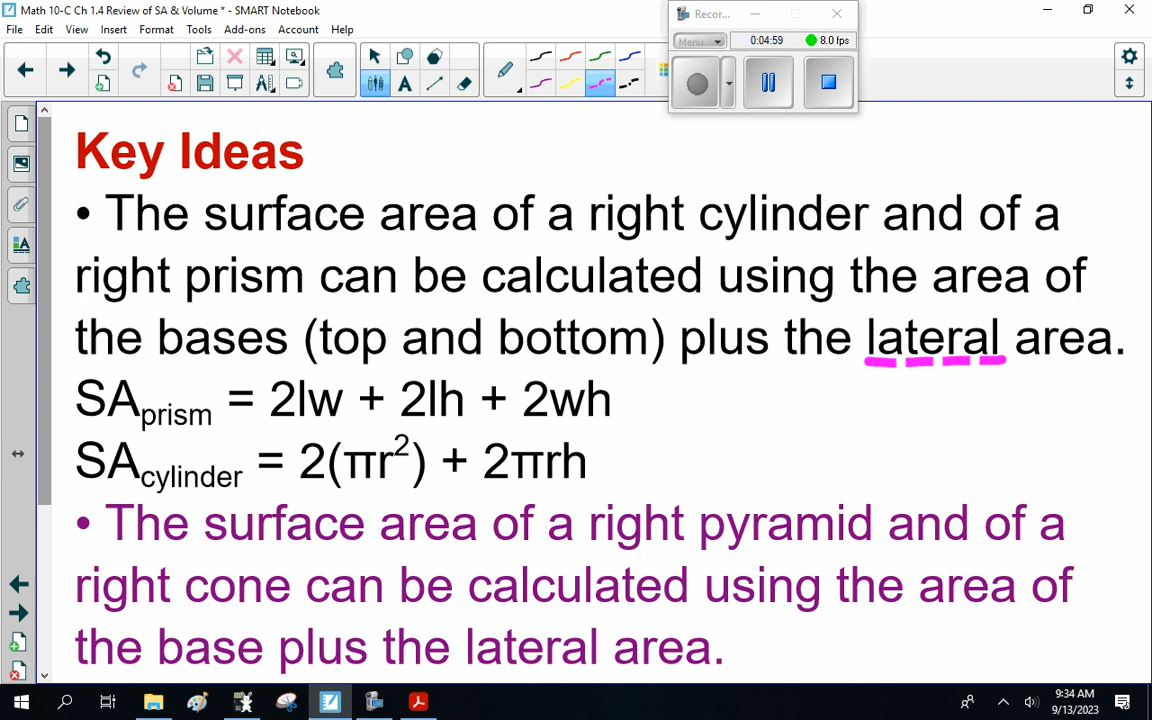 Math 10-C Ch 1.4 Review of SA & Volume * - SMART Notebook
Recor...
File Edit View Insert Format Tools Add-ons Account Help
Menu 0:04:59 8.0 fps
Key Ideas
• The surface area of a right cylinder and of a
right prism can be calculated using the area of
the bases (top and bottom) plus the lateral area.
SAprism = 2lw + 2lh + 2wh
SAcylinder = 2(πr²) + 2πrh
• The surface area of a right pyramid and of a
right cone can be calculated using the area of
the base plus the lateral area.
9:34 AM
9/13/2023